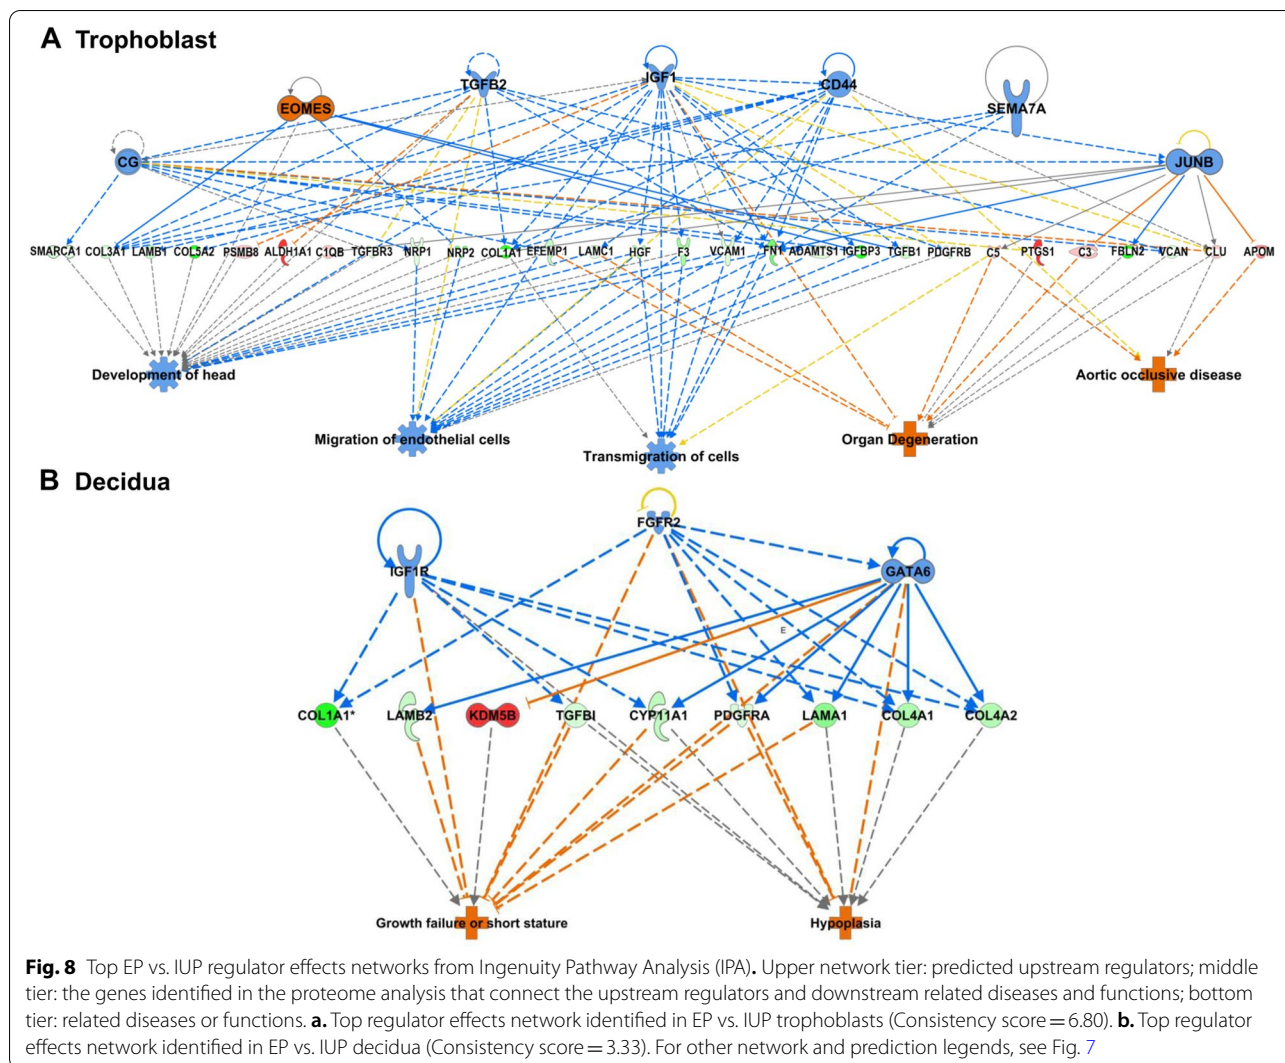 A Trophoblast
TGFB2
IGF1
CD44
EOMES
SEMA7A
CG
JUNB
SMARCA1 COL3A1 LAMB1 COL5A2 PSMB8 ALDH1A1 C1QB TGFBR3 NRP1 NRP2 COL1A1 EFEMP1 LAMC1 HGF F3 VCAM1 FN1 ADAMTS1 IGFBP3 TGFB1 PDGFRB C5 PTGS1 C3 FBLN2 VCAN CLU APOM
Development of head
Aortic occlusive disease
Migration of endothelial cells
Organ Degeneration
Transmigration of cells
B Decidua
FGFR2
IGF1R
GATA6
E
COL1A1* LAMB2 KDM5B TGFBI CYP11A1 PDGFRA LAMA1 COL4A1 COL4A2
Growth failure or short stature
Hypoplasia
Fig. 8 Top EP vs. IUP regulator effects networks from Ingenuity Pathway Analysis (IPA). Upper network tier: predicted upstream regulators; middle
tier: the genes identified in the proteome analysis that connect the upstream regulators and downstream related diseases and functions; bottom
tier: related diseases or functions. a. Top regulator effects network identified in EP vs. IUP trophoblasts (Consistency score = 6.80). b. Top regulator
effects network identified in EP vs. IUP decidua (Consistency score = 3.33). For other network and prediction legends, see Fig. 7